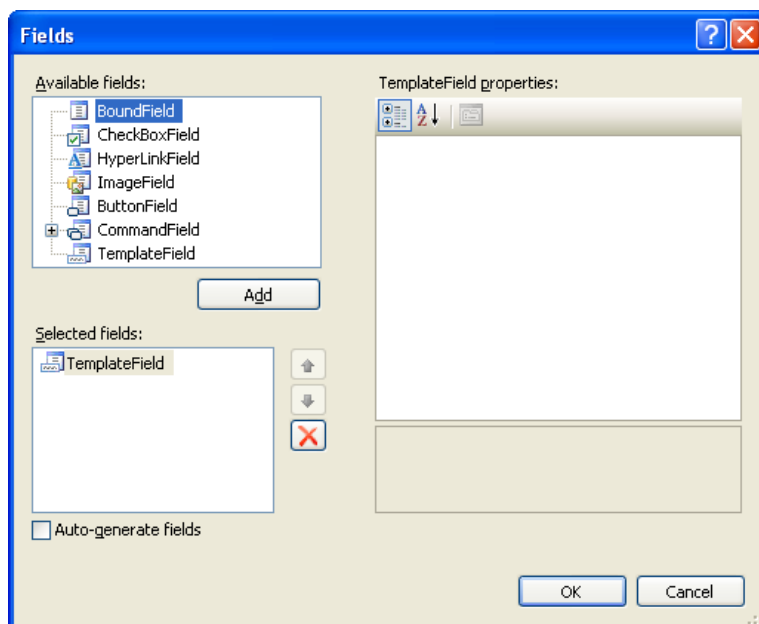 Fields
Available fields:
BoundField
CheckBoxField
HyperLinkField
ImageField
ButtonField
CommandField
TemplateField
Add
Selected fields:
TemplateField
Auto-generate fields
TemplateField properties:
OK
Cancel